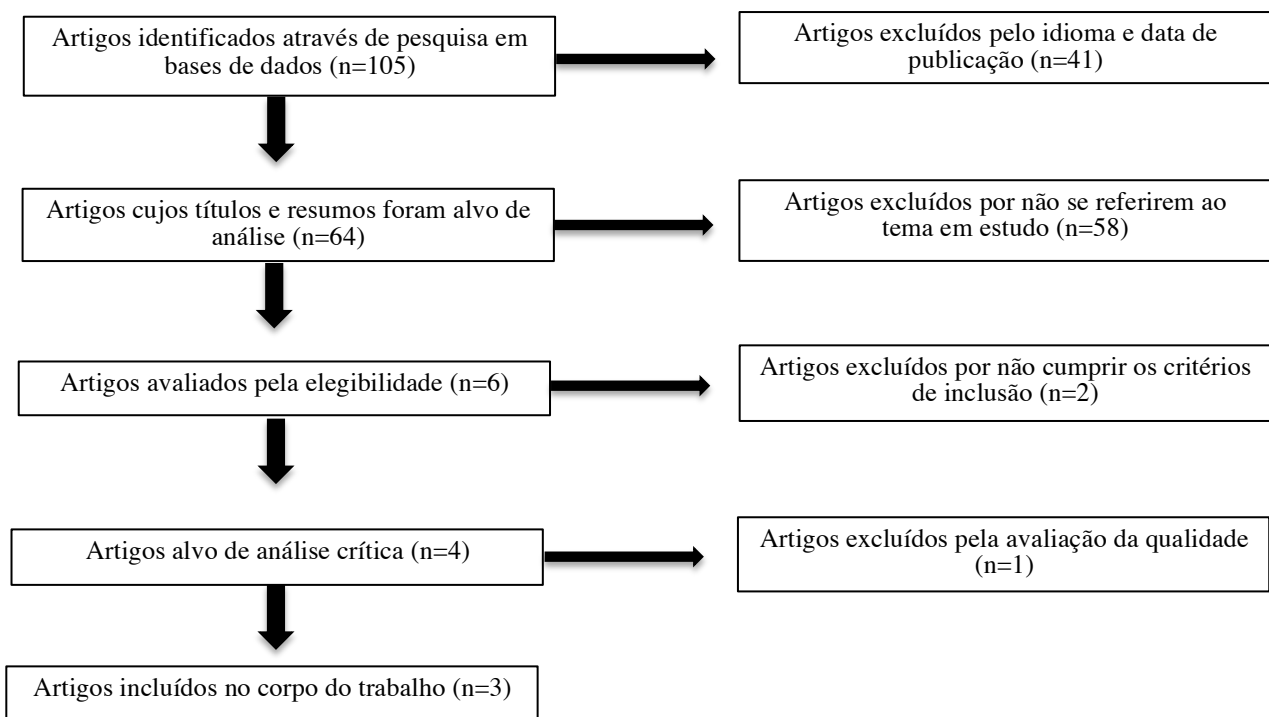 Artigos identificados através de pesquisa em
bases de dados (n=105)
Artigos excluídos pelo idioma e data de
publicação (n=41)
Artigos cujos títulos e resumos foram alvo de
análise (n=64)
Artigos excluídos por não se referirem ao
tema em estudo (n=58)
Artigos avaliados pela elegibilidade (n=6)
Artigos excluídos por não cumprir os critérios
de inclusão (n=2)
Artigos alvo de análise crítica (n=4)
Artigos excluídos pela avaliação da qualidade
(n=1)
Artigos incluídos no corpo do trabalho (n=3)